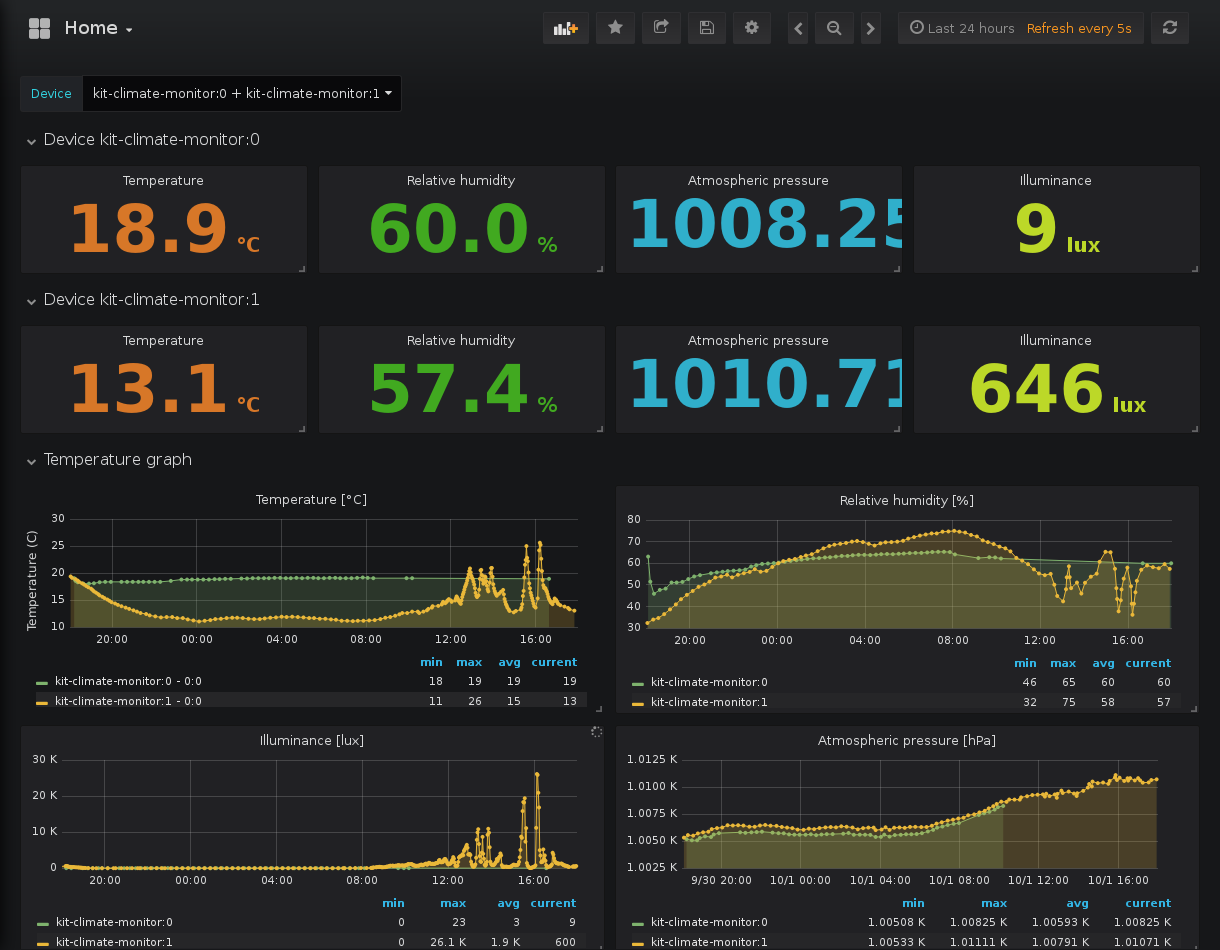 Home
Last 24 hours Refresh every 5s
Device kit-climate-monitor:0 + kit-climate-monitor:1
Device kit-climate-monitor:0
Temperature Relative humidity Atmospheric pressure Illuminance
18.9 °C 60.0 % 1008.25 9 lux
Device kit-climate-monitor:1
Temperature Relative humidity Atmospheric pressure Illuminance
13.1 °C 57.4 % 1010.71 646 lux
Temperature graph
Temperature [°C]
Temperature (C)
30
25
20
15
10
20:00 00:00 04:00 08:00 12:00 16:00
min max avg current
kit-climate-monitor:0 - 0:0 18 19 19 19
kit-climate-monitor:1 - 0:0 11 26 15 13
Relative humidity [%]
80
70
60
50
40
30
20:00 00:00 04:00 08:00 12:00 16:00
min max avg current
kit-climate-monitor:0 46 65 60 60
kit-climate-monitor:1 32 75 58 57
Illuminance [lux]
30 K
20 K
10 K
0
20:00 00:00 04:00 08:00 12:00 16:00
min max avg current
kit-climate-monitor:0 0 23 3 9
kit-climate-monitor:1 0 26.1 K 1.9 K 600
Atmospheric pressure [hPa]
1.0125 K
1.0100 K
1.0075 K
1.0050 K
1.0025 K
9/30 20:00 10/1 00:00 10/1 04:00 10/1 08:00 10/1 12:00 10/1 16:00
min max avg current
kit-climate-monitor:0 1.00508 K 1.00825 K 1.00593 K 1.00825 K
kit-climate-monitor:1 1.00533 K 1.01111 K 1.00791 K 1.01071 K